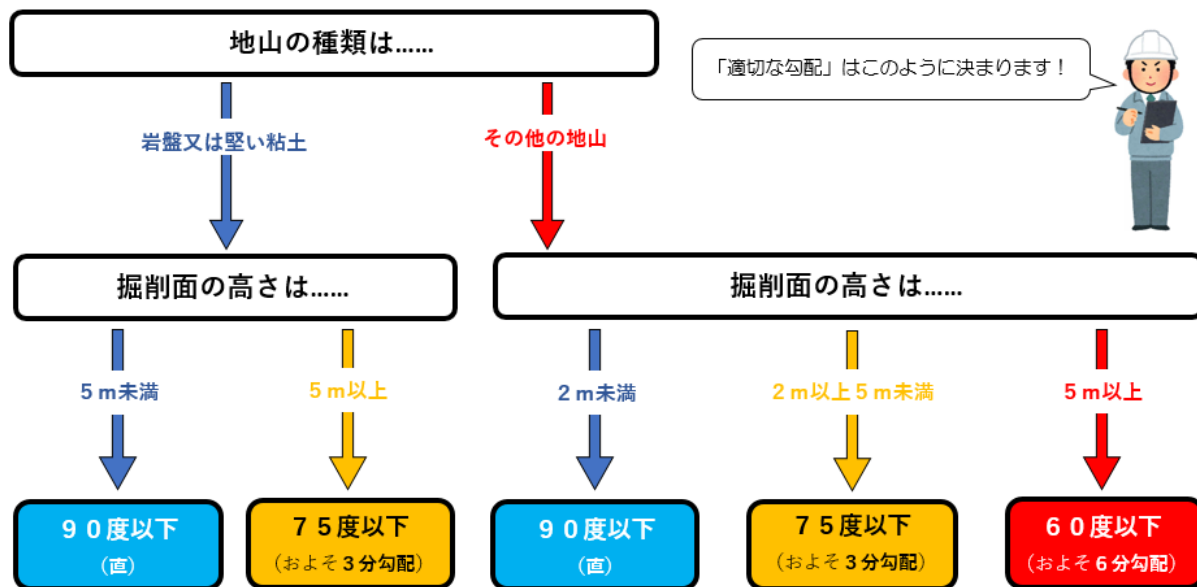 地山の種類は......
「適切な勾配」はこのように決まります！
岩盤又は堅い粘土
その他の地山
掘削面の高さは......
掘削面の高さは......
５ｍ未満
５ｍ以上
２ｍ未満
２ｍ以上５ｍ未満
５ｍ以上
９０度以下
（直）
７５度以下
（およそ３分勾配）
９０度以下
（直）
７５度以下
（およそ３分勾配）
６０度以下
（およそ６分勾配）